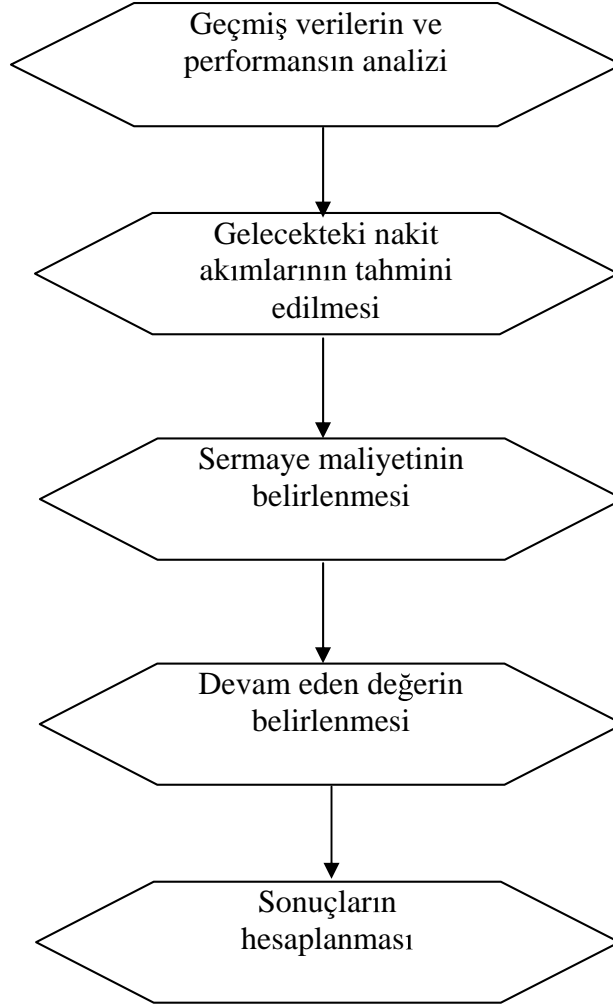 Geçmiş verilerin ve
performansın analizi
Gelecekteki nakit
akımlarının tahmini
edilmesi
Sermaye maliyetinin
belirlenmesi
Devam eden değerin
belirlenmesi
Sonuçların
hesaplanması